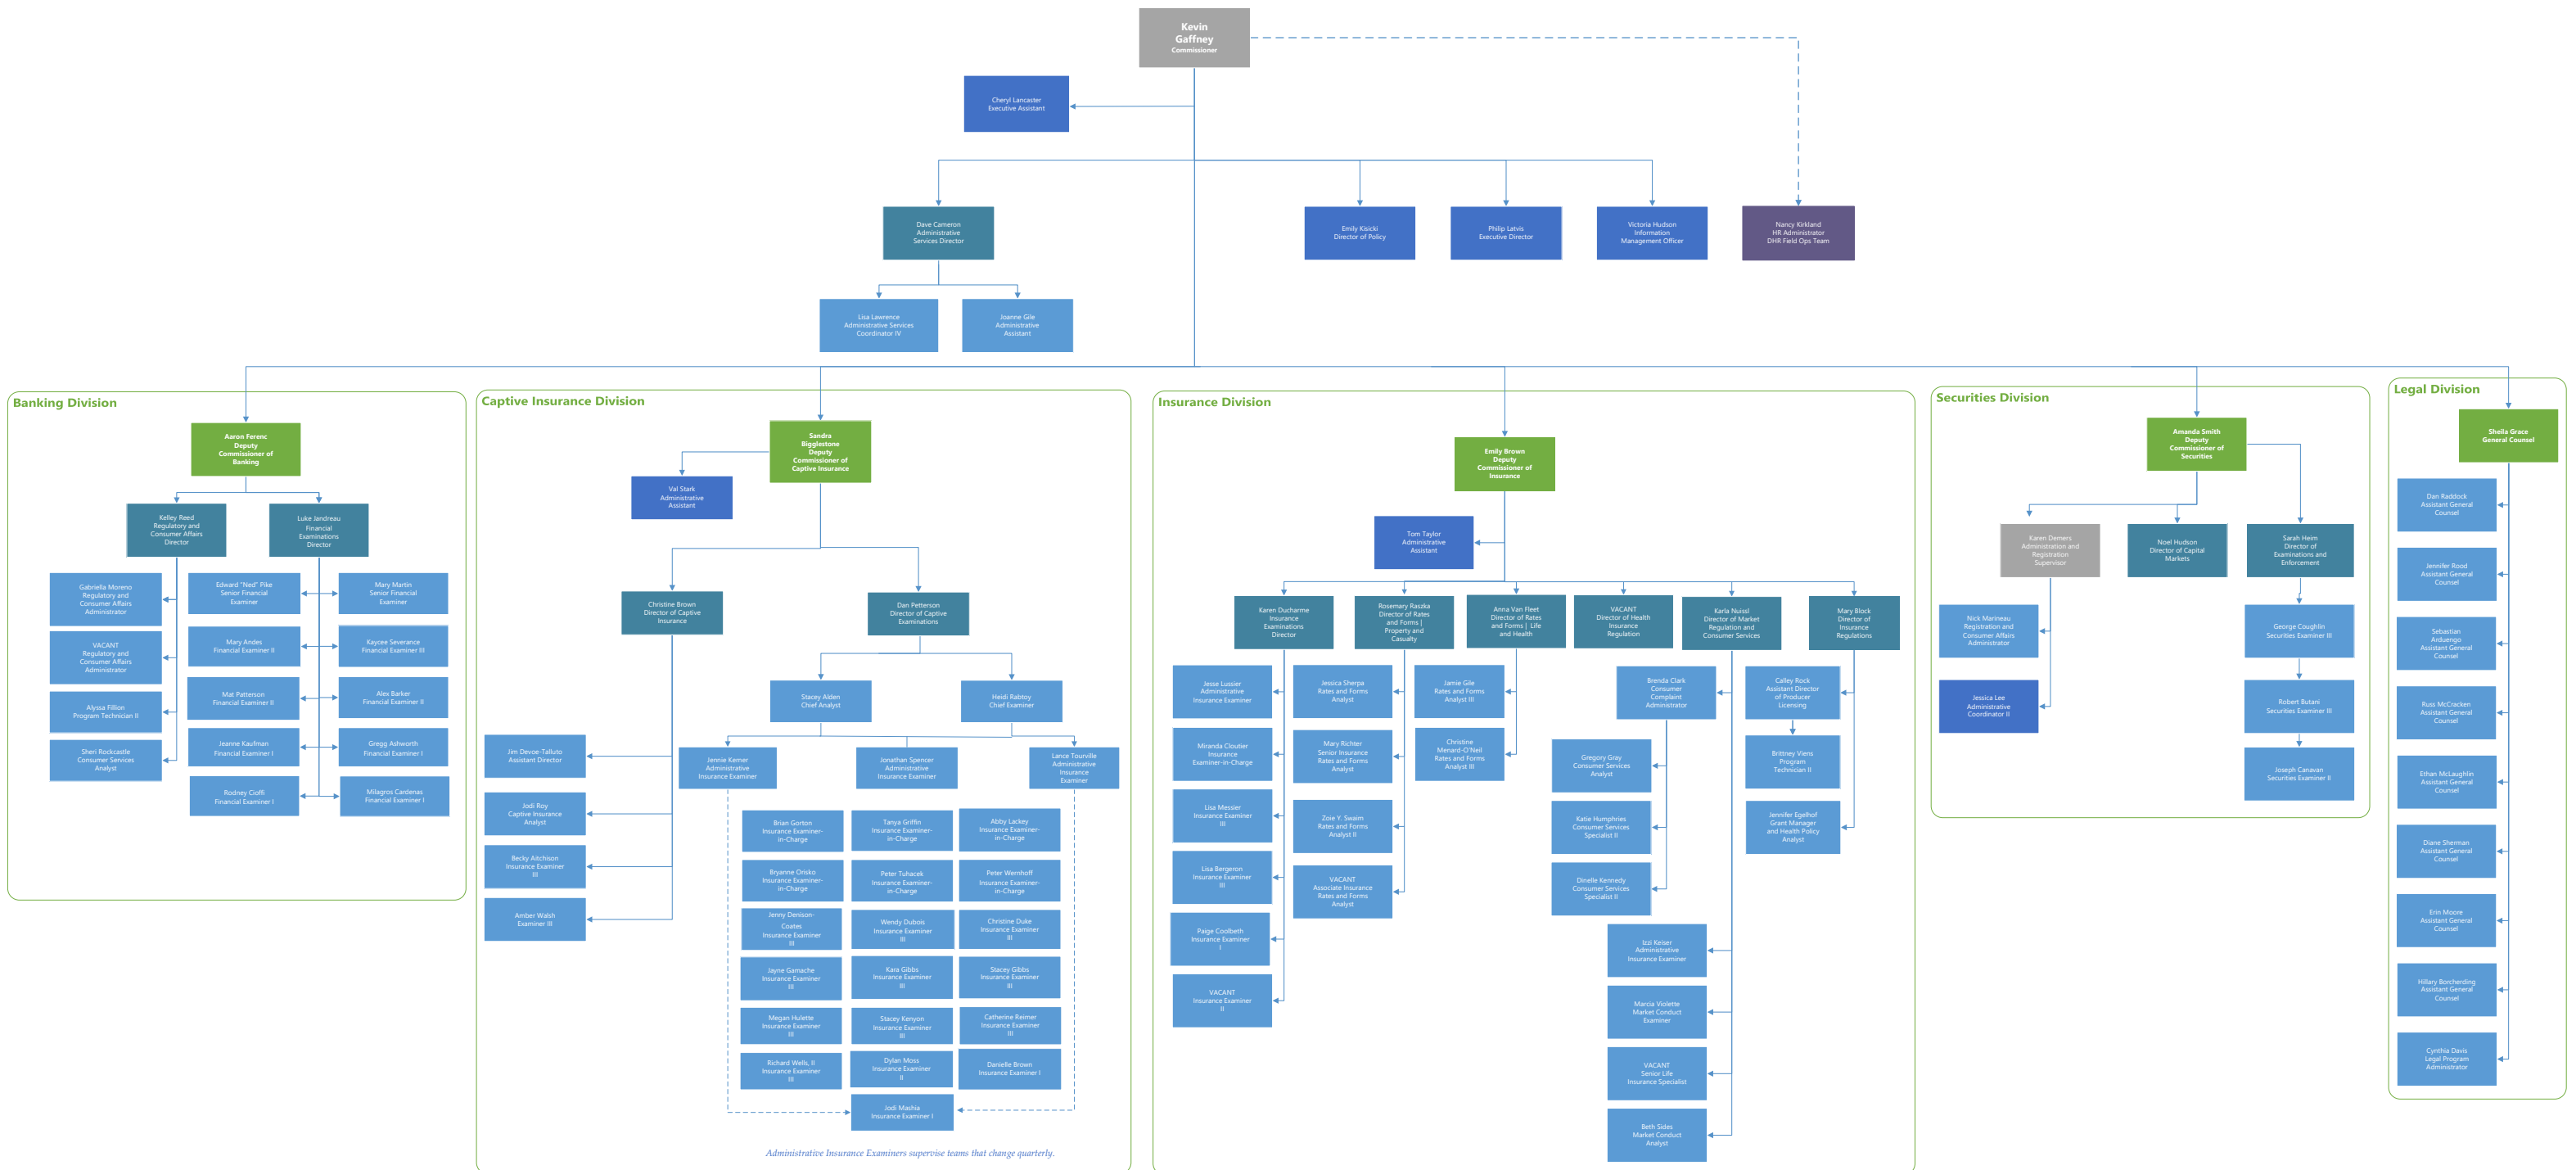 Kevin
Gaffney
Commissioner
Cheryl Lancaster
Executive Assistant
Dave Cameron
Administrative
Services Director
Emily Kisicki
Director of Policy
Philip Latvis
Executive Director
Victoria Hudson
Information
Management Officer
Nancy Kirkland
HR Administrator
DHR Field Ops Team
Lisa Lawrence
Administrative Services
Coordinator IV
Joanne Gile
Administrative
Assistant
Banking Division
Aaron Ferenc
Deputy
Commissioner of
Banking
Kelley Reed
Regulatory and
Consumer Affairs
Director
Luke Jandreau
Financial
Examinations
Director
Gabriella Moreno
Regulatory and
Consumer Affairs
Administrator
VACANT
Regulatory and
Consumer Affairs
Administrator
Alyssa Fillion
Program Technician II
Sheri Rockcastle
Consumer Services
Analyst
Edward "Ned" Pike
Senior Financial
Examiner
Mary Andes
Financial Examiner II
Mat Patterson
Financial Examiner II
Jeanne Kaufman
Financial Examiner I
Rodney Cioffi
Financial Examiner I
Mary Martin
Senior Financial
Examiner
Kaycee Severance
Financial Examiner III
Alex Barker
Financial Examiner II
Gregg Ashworth
Financial Examiner I
Milagros Cardenas
Financial Examiner I
Captive Insurance Division
Sandra
Bigglestone
Deputy
Commissioner of
Captive Insurance
Val Stark
Administrative
Assistant
Christine Brown
Director of Captive
Insurance
Dan Petterson
Director of Captive
Examinations
Stacey Alden
Chief Analyst
Heidi Rabtoy
Chief Examiner
Jim Devoe-Talluto
Assistant Director
Jodi Roy
Captive Insurance
Analyst
Becky Aitchison
Insurance Examiner
III
Amber Walsh
Examiner III
Jennie Kerner
Administrative
Insurance Examiner
Jonathan Spencer
Administrative
Insurance Examiner
Lance Tourville
Administrative
Insurance
Examiner
Brian Gorton
Insurance Examiner-
in-Charge
Tanya Griffin
Insurance Examiner-
in-Charge
Abby Lackey
Insurance Examiner-
in-Charge
Bryanne Orisko
Insurance Examiner-
in-Charge
Peter Tuhacek
Insurance Examiner-
in-Charge
Peter Wernhoff
Insurance Examiner-
in-Charge
Jenny Denison-
Coates
Insurance Examiner
III
Wendy Dubois
Insurance Examiner
III
Christine Duke
Insurance Examiner
III
Jayne Gamache
Insurance Examiner
III
Kara Gibbs
Insurance Examiner
III
Stacey Gibbs
Insurance Examiner
III
Megan Hulette
Insurance Examiner
III
Stacey Kenyon
Insurance Examiner
III
Catherine Reimer
Insurance Examiner
III
Richard Wells, II
Insurance Examiner
III
Dylan Moss
Insurance Examiner
II
Danielle Brown
Insurance Examiner I
Jodi Mashia
Insurance Examiner I
Administrative Insurance Examiners supervise teams that change quarterly.
Insurance Division
Emily Brown
Deputy
Commissioner of
Insurance
Tom Taylor
Administrative
Assistant
Karen Ducharme
Insurance
Examinations
Director
Rosemary Raszka
Director of Rates
and Forms |
Property and
Casualty
Anna Van Fleet
Director of Rates
and Forms | Life
and Health
VACANT
Director of Health
Insurance
Regulation
Karla Nuissl
Director of Market
Regulation and
Consumer Services
Mary Block
Director of
Insurance
Regulations
Jesse Lussier
Administrative
Insurance Examiner
Miranda Cloutier
Insurance
Examiner-in-Charge
Lisa Messier
Insurance Examiner
III
Lisa Bergeron
Insurance Examiner
III
Paige Coolbeth
Insurance Examiner
I
VACANT
Insurance Examiner
II
Jessica Sherpa
Rates and Forms
Analyst
Mary Richter
Senior Insurance
Rates and Forms
Analyst
Zoie Y. Swaim
Rates and Forms
Analyst II
VACANT
Associate Insurance
Rates and Forms
Analyst
Jamie Gile
Rates and Forms
Analyst III
Christine
Menard-O'Neil
Rates and Forms
Analyst III
Brenda Clark
Consumer
Complaint
Administrator
Gregory Gray
Consumer Services
Analyst
Katie Humphries
Consumer Services
Specialist II
Dinelle Kennedy
Consumer Services
Specialist II
Izzi Keiser
Administrative
Insurance Examiner
Marcia Violette
Market Conduct
Examiner
VACANT
Senior Life
Insurance Specialist
Beth Sides
Market Conduct
Analyst
Calley Rock
Assistant Director
of Producer
Licensing
Brittney Viens
Program
Technician II
Jennifer Egelhof
Grant Manager
and Health Policy
Analyst
Securities Division
Amanda Smith
Deputy
Commissioner of
Securities
Karen Demers
Administration and
Registration
Supervisor
Noel Hudson
Director of Capital
Markets
Sarah Heim
Director of
Examinations and
Enforcement
Nick Marineau
Registration and
Consumer Affairs
Administrator
Jessica Lee
Administrative
Coordinator II
George Coughlin
Securities Examiner III
Robert Butani
Securities Examiner III
Joseph Canavan
Securities Examiner II
Legal Division
Sheila Grace
General Counsel
Dan Raddock
Assistant General
Counsel
Jennifer Rood
Assistant General
Counsel
Sebastian
Arduengo
Assistant General
Counsel
Russ McCracken
Assistant General
Counsel
Ethan McLaughlin
Assistant General
Counsel
Diane Sherman
Assistant General
Counsel
Erin Moore
Assistant General
Counsel
Hillary Borcherding
Assistant General
Counsel
Cynthia Davis
Legal Program
Administrator